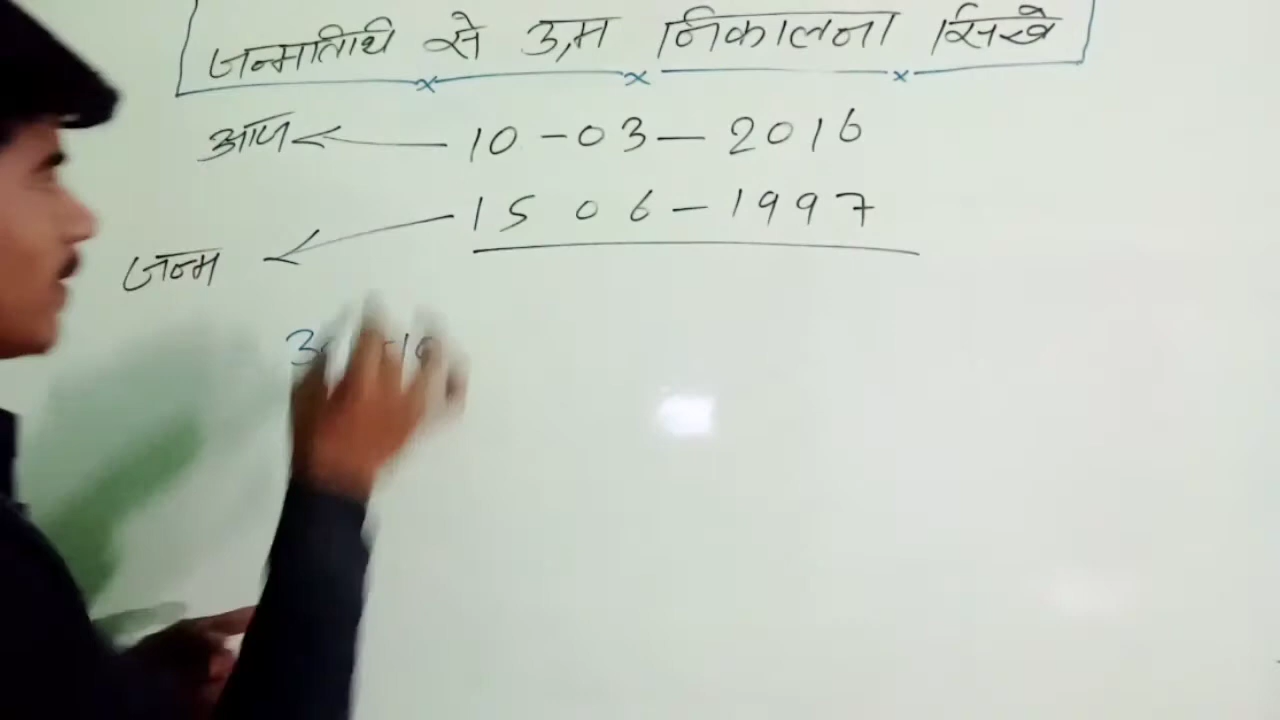 जन्मतिथि से उम्र निकालना सिखे
आज 10-03-2016
15 06-1997
जन्म